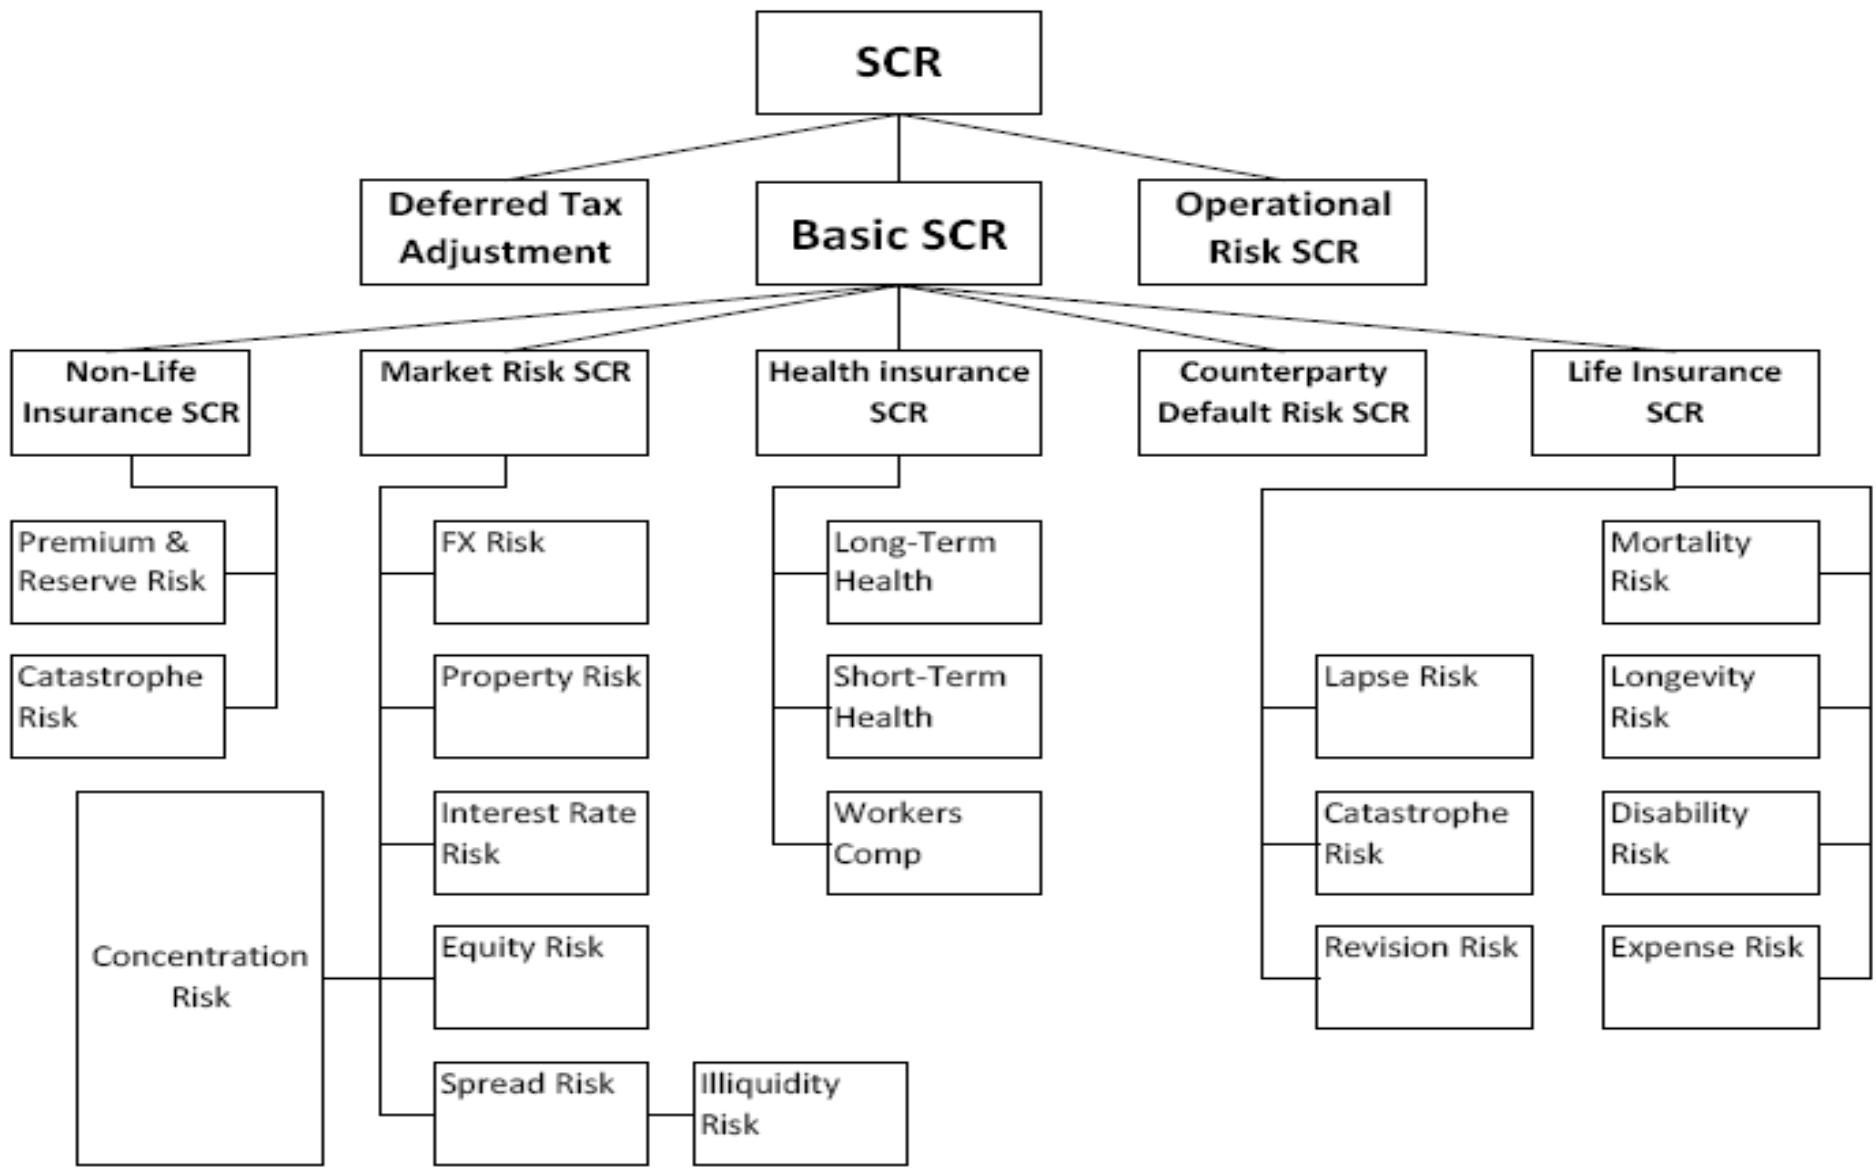 SCR
Deferred Tax
Adjustment
Basic SCR
Operational
Risk SCR
Non-Life
Insurance SCR
Market Risk SCR
Health insurance
SCR
Counterparty
Default Risk SCR
Life Insurance
SCR
Premium &
Reserve Risk
FX Risk
Long-Term
Health
Mortality
Risk
Catastrophe
Risk
Property Risk
Short-Term
Health
Lapse Risk
Longevity
Risk
Concentration
Risk
Interest Rate
Risk
Workers
Comp
Catastrophe
Risk
Disability
Risk
Equity Risk
Revision Risk
Expense Risk
Spread Risk
Illiquidity
Risk